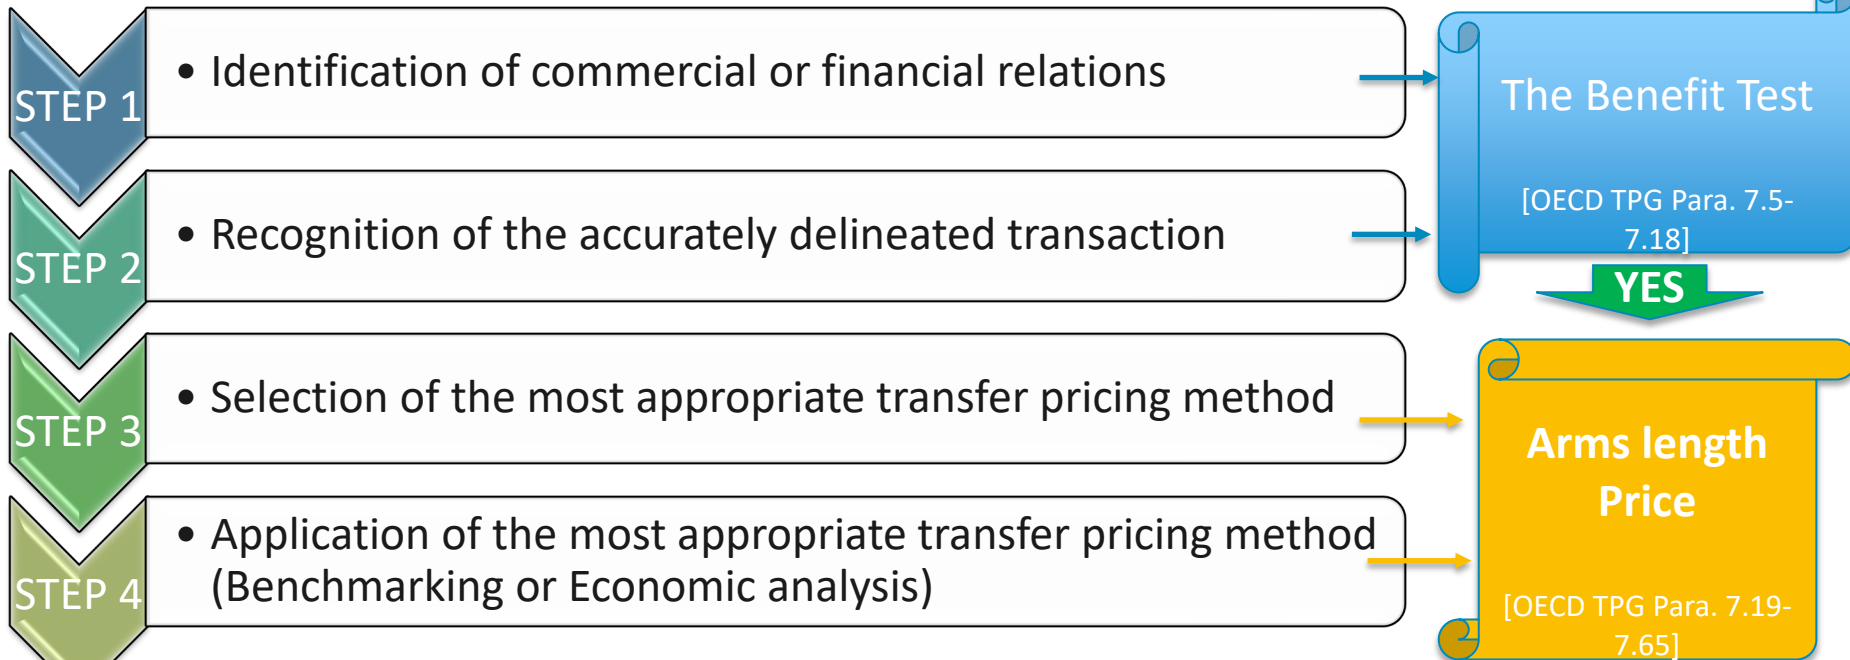 STEP 1
• Identification of commercial or financial relations
The Benefit Test
[OECD TPG Para. 7.5-
7.18]
STEP 2
• Recognition of the accurately delineated transaction
YES
STEP 3
• Selection of the most appropriate transfer pricing method
Arms length
Price
[OECD TPG Para. 7.19-
7.65]
STEP 4
• Application of the most appropriate transfer pricing method
(Benchmarking or Economic analysis)